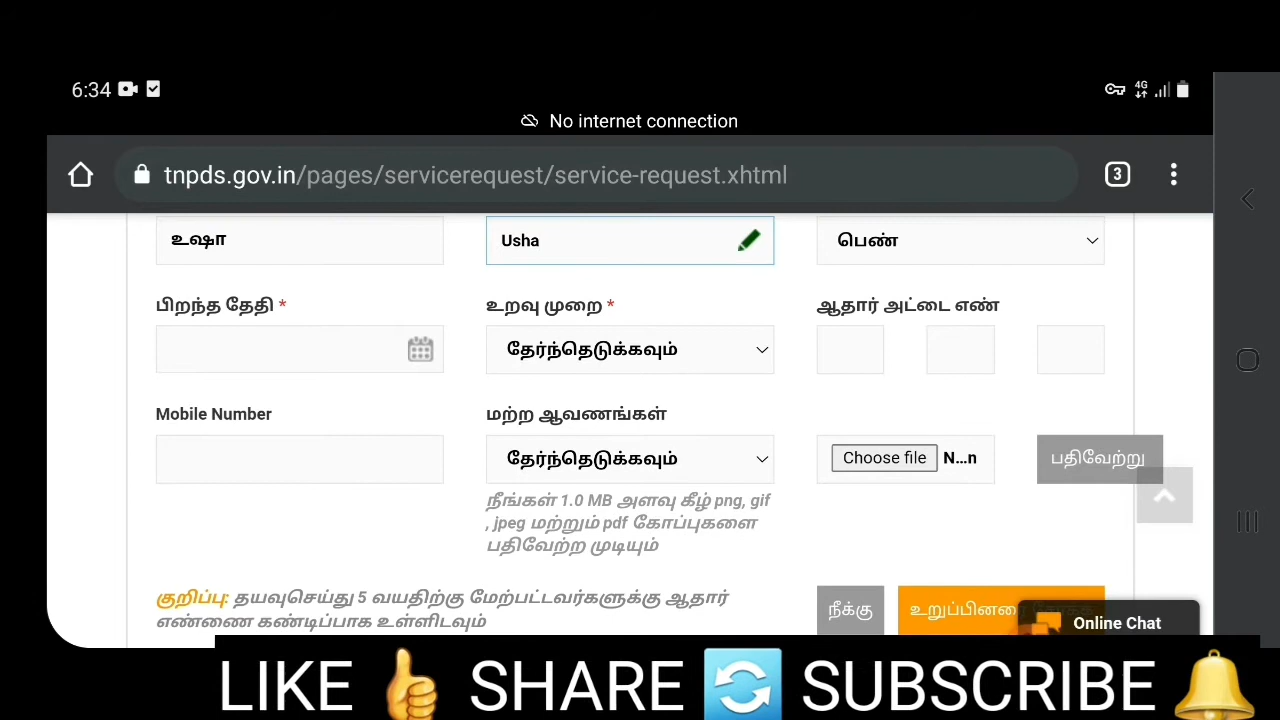 6:34
4G
No internet connection
tnpds.gov.in/pages/servicerequest/service-request.xhtml
3
உஷா
Usha
பெண்
பிறந்த தேதி *
உறவு முறை *
ஆதார் அட்டை எண்
தேர்ந்தெடுக்கவும்
Mobile Number
மற்ற ஆவணங்கள்
தேர்ந்தெடுக்கவும்
Choose file N...n
பதிவேற்று
நீங்கள் 1.0 MB அளவு கீழ் png, gif
, jpeg மற்றும் pdf கோப்புகளை
பதிவேற்ற முடியும்
குறிப்பு: தயவுசெய்து 5 வயதிற்கு மேற்பட்டவர்களுக்கு ஆதார்
எண்ணை கண்டிப்பாக உள்ளிடவும்
நீக்கு
Online Chat
LIKE SHARE SUBSCRIBE